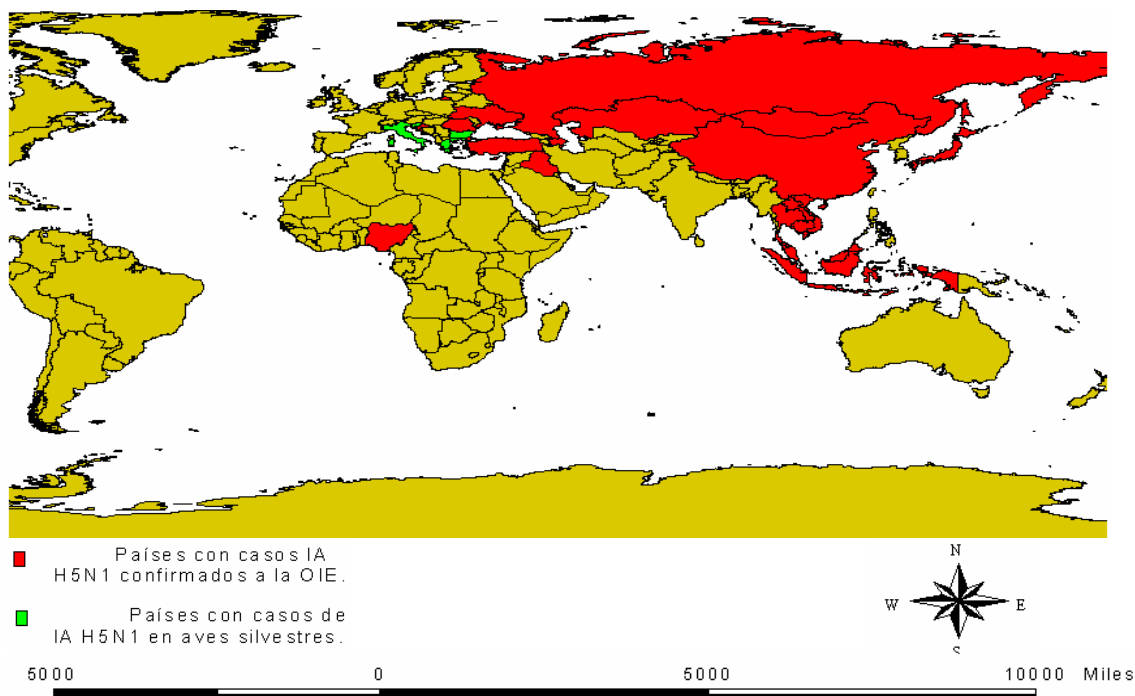 Países con casos IA
H5N1 confirmados a la OIE.
Países con casos de
IA H5N1 en aves silvestres.
N
W E
S
5000 0 5000 10000 Miles